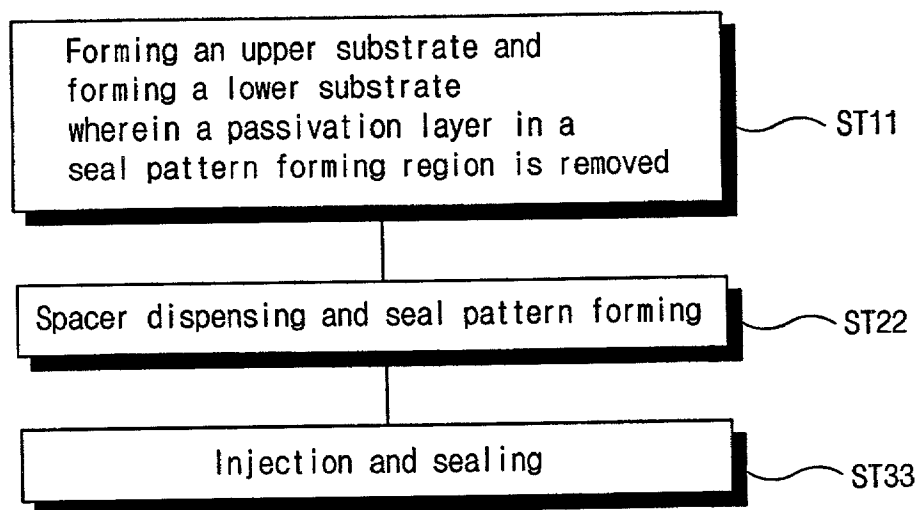 Forming an upper substrate and
forming a lower substrate
wherein a passivation layer in a
seal pattern forming region is removed
ST11
Spacer dispensing and seal pattern forming
ST22
Injection and sealing
ST33